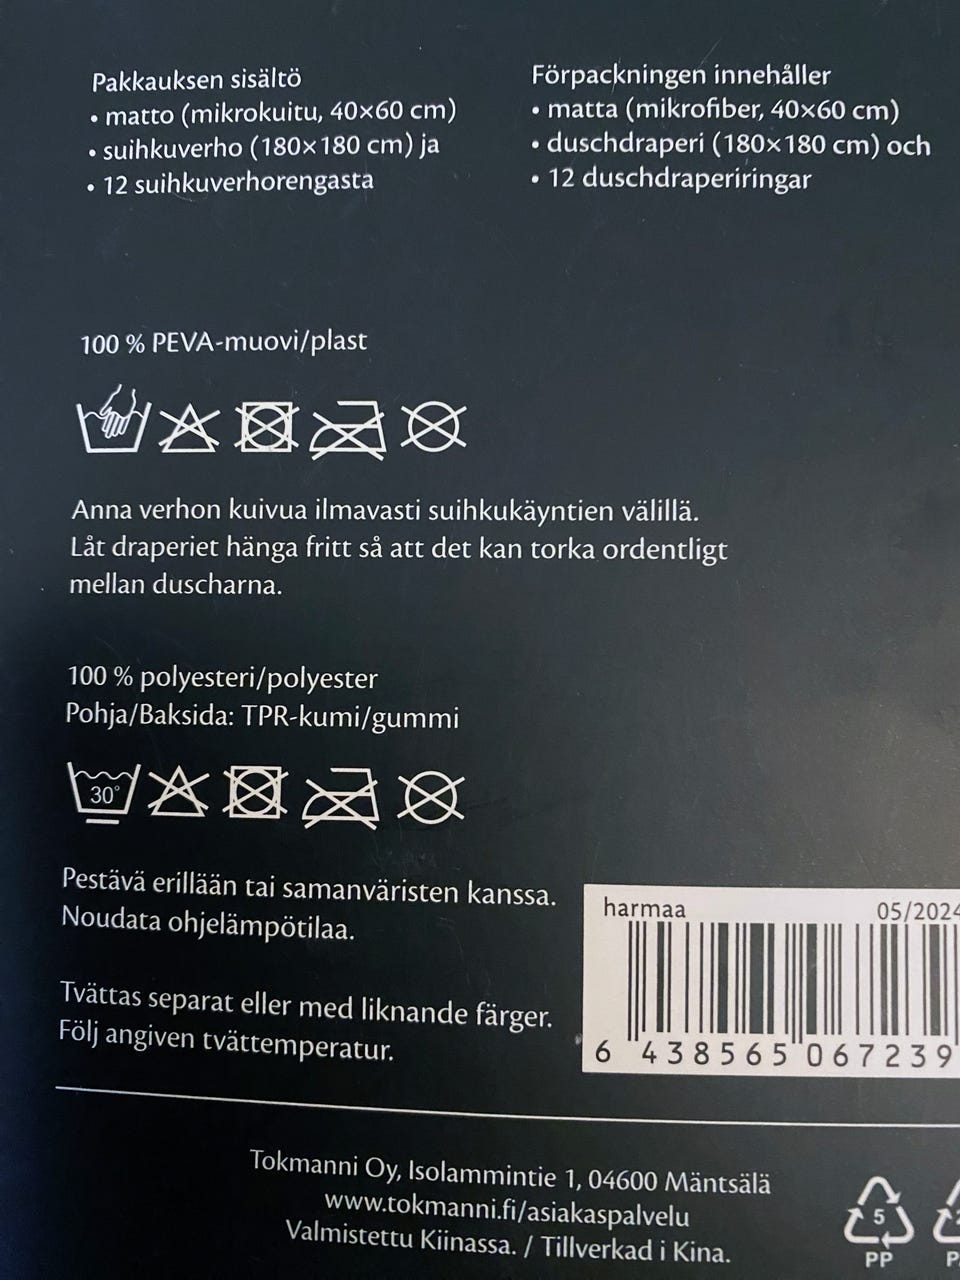 Pakkauksen sisältö
• matto (mikrokuitu, 40×60 cm)
• suihkuverho (180×180 cm) ja
• 12 suihkuverhorengasta
Förpackningen innehåller
• matta (mikrofiber, 40×60 cm)
• duschdraperi (180×180 cm) och
• 12 duschdraperiringar
100 % PEVA-muovi/plast
Anna verhon kuivua ilmavasti suihkukäyntien välillä.
Låt draperiet hänga fritt så att det kan torka ordentligt
mellan duscharna.
100 % polyesteri/polyester
Pohja/Baksida: TPR-kumi/gummi
30°
Pestävä erillään tai samanväristen kanssa.
Noudata ohjelämpötilaa.
Tvättas separat eller med liknande färger.
Följ angiven tvättemperatur.
harmaa 05/2024
6 438565 067239
Tokmanni Oy, Isolammintie 1, 04600 Mäntsälä
www.tokmanni.fi/asiakaspalvelu
Valmistettu Kiinassa. / Tillverkad i Kina.
5
PP